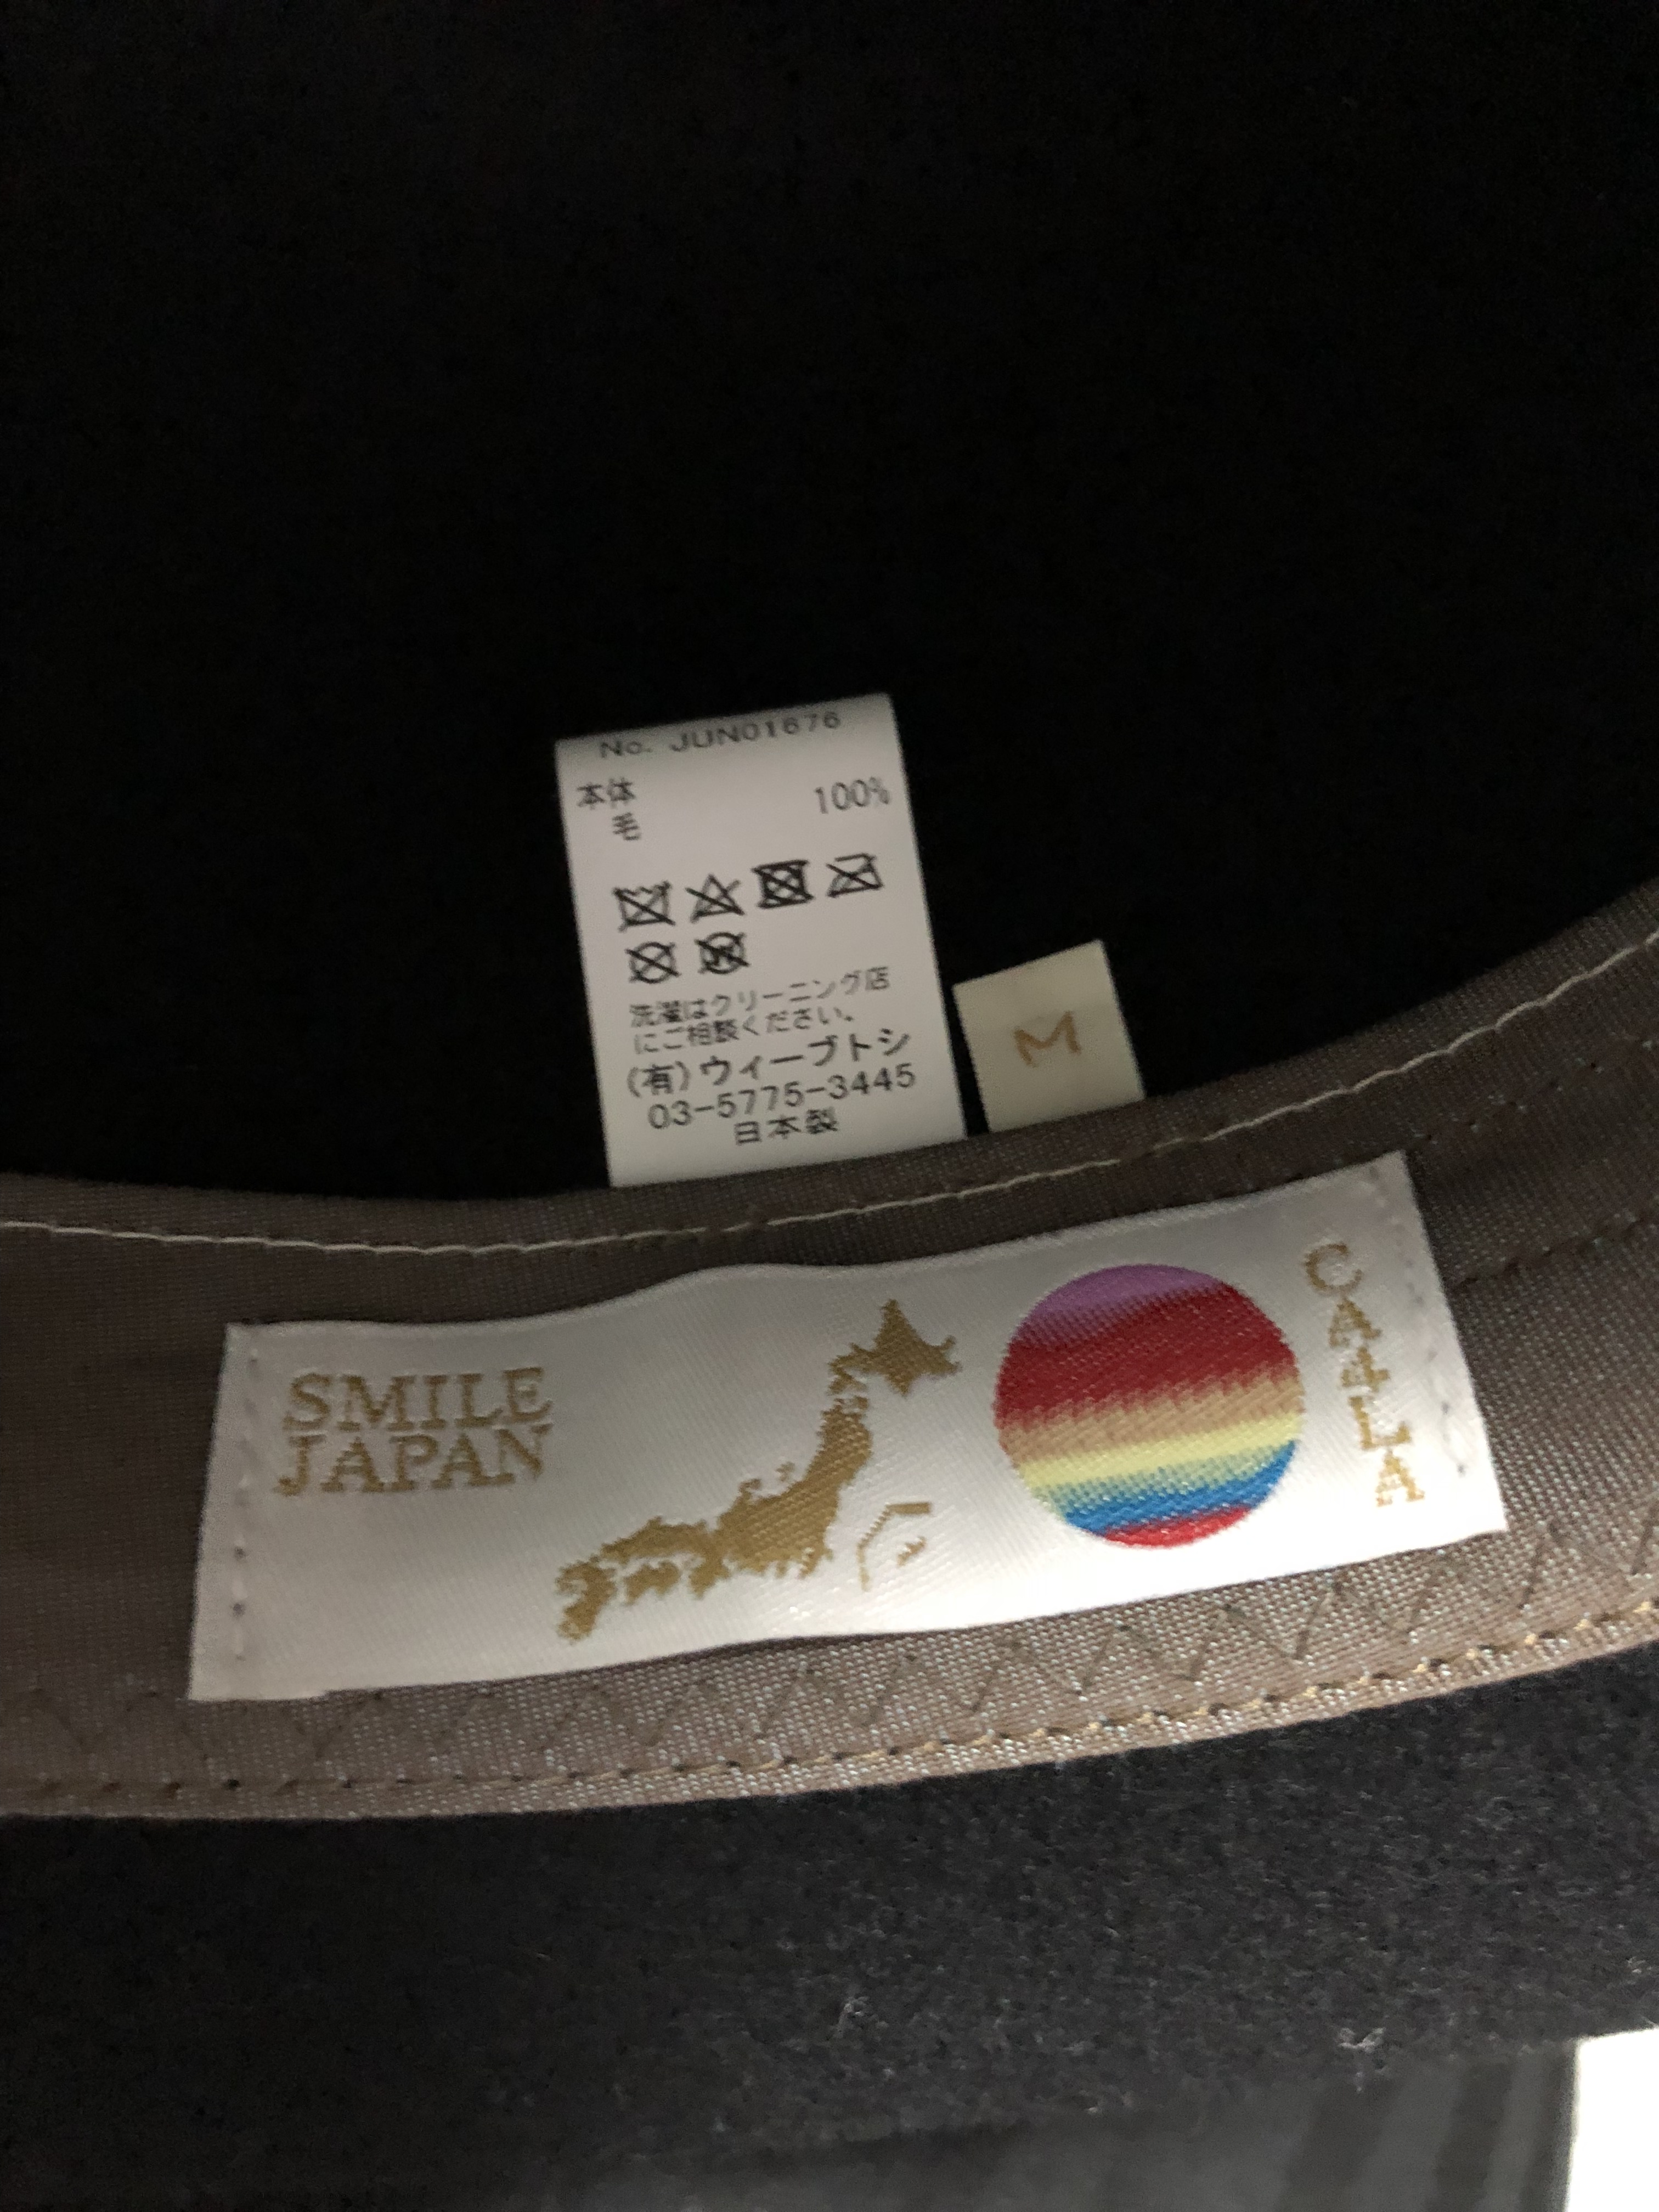 No. JUN01676
本体
毛 100%
洗濯はクリーニング店
にご相談ください。
(有)ウィーブトシ
03-5775-3445
日本製
M
SMILE
JAPAN
CA4LA